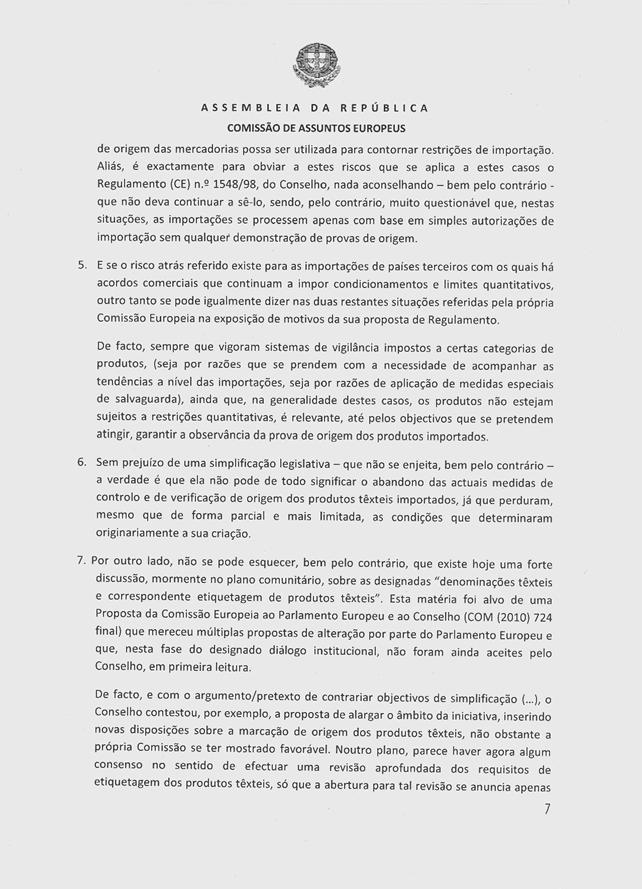 ASSEMBLEIA DA REPÚBLICA
COMISSÃO DE ASSUNTOS EUROPEUS
de origem das mercadorias possa ser utilizada para contornar restrições de importação.
Aliás, é exactamente para obviar a estes riscos que se aplica a estes casos o
Regulamento (CE) n.º 1548/98, do Conselho, nada aconselhando – bem pelo contrário -
que não deva continuar a sê-lo, sendo, pelo contrário, muito questionável que, nestas
situações, as importações se processem apenas com base em simples autorizações de
importação sem qualquer demonstração de provas de origem.
5. E se o risco atrás referido existe para as importações de países terceiros com os quais há
acordos comerciais que continuam a impor condicionamentos e limites quantitativos,
outro tanto se pode igualmente dizer nas duas restantes situações referidas pela própria
Comissão Europeia na exposição de motivos da sua proposta de Regulamento.
De facto, sempre que vigoram sistemas de vigilância impostos a certas categorias de
produtos, (seja por razões que se prendem com a necessidade de acompanhar as
tendências a nível das importações, seja por razões de aplicação de medidas especiais
de salvaguarda), ainda que, na generalidade destes casos, os produtos não estejam
sujeitos a restrições quantitativas, é relevante, até pelos objectivos que se pretendem
atingir, garantir a observância da prova de origem dos produtos importados.
6. Sem prejuízo de uma simplificação legislativa – que não se enjeita, bem pelo contrário –
a verdade é que ela não pode de todo significar o abandono das actuais medidas de
controlo e de verificação de origem dos produtos têxteis importados, já que perduram,
mesmo que de forma parcial e mais limitada, as condições que determinaram
originariamente a sua criação.
7. Por outro lado, não se pode esquecer, bem pelo contrário, que existe hoje uma forte
discussão, mormente no plano comunitário, sobre as designadas "denominações têxteis
e correspondente etiquetagem de produtos têxteis". Esta matéria foi alvo de uma
Proposta da Comissão Europeia ao Parlamento Europeu e ao Conselho (COM (2010) 724
final) que mereceu múltiplas propostas de alteração por parte do Parlamento Europeu e
que, nesta fase do designado diálogo institucional, não foram ainda aceites pelo
Conselho, em primeira leitura.
De facto, e com o argumento/pretexto de contrariar objectivos de simplificação (...), o
Conselho contestou, por exemplo, a proposta de alargar o âmbito da iniciativa, inserindo
novas disposições sobre a marcação de origem dos produtos têxteis, não obstante a
própria Comissão se ter mostrado favorável. Noutro plano, parece haver agora algum
consenso no sentido de efectuar uma revisão aprofundada dos requisitos de
etiquetagem dos produtos têxteis, só que a abertura para tal revisão se anuncia apenas
7